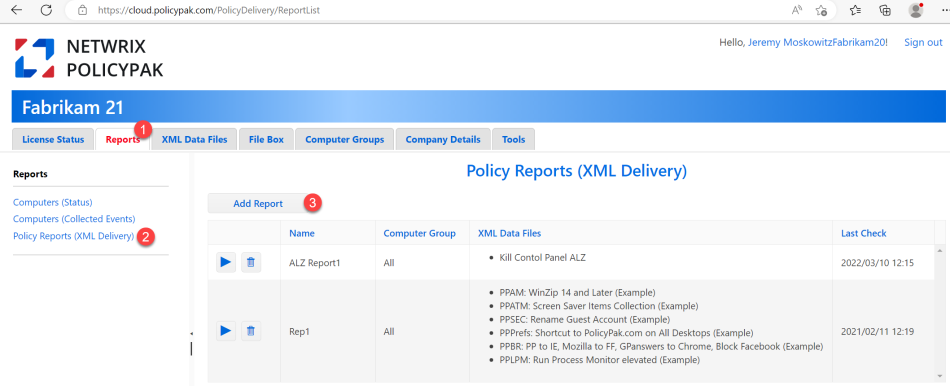 https://cloud.policypak.com/PolicyDelivery/ReportList
NETWRIX
POLICYPAK
Hello, Jeremy MoskowitzFabrikam20! Sign out
Fabrikam 21
1
License Status Reports XML Data Files File Box Computer Groups Company Details Tools
Reports
Computers (Status)
Computers (Collected Events)
Policy Reports (XML Delivery) 2
Policy Reports (XML Delivery)
Add Report 3
Name Computer Group XML Data Files Last Check
ALZ Report1 All • Kill Contol Panel ALZ 2022/03/10 12:15
Rep1 All
• PPAM: WinZip 14 and Later (Example)
• PPATM: Screen Saver Items Collection (Example)
• PPSEC: Rename Guest Account (Example)
• PPPrefs: Shortcut to PolicyPak.com on All Desktops (Example)
• PPBR: PP to IE, Mozilla to FF, GPanswers to Chrome, Block Facebook (Example)
• PPLPM: Run Process Monitor elevated (Example)
2021/02/11 12:19